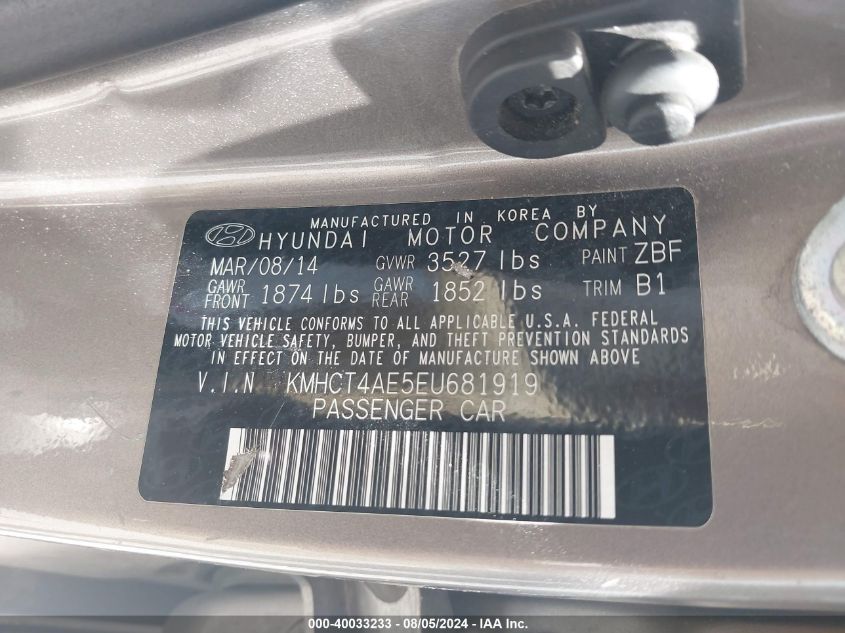 MANUFACTURED IN KOREA BY
HYUNDAI MOTOR COMPANY
MAR/08/14 GVWR 3527 lbs PAINT ZBF
GAWR FRONT 1874 lbs GAWR REAR 1852 lbs TRIM B1
THIS VEHICLE CONFORMS TO ALL APPLICABLE U.S.A. FEDERAL
MOTOR VEHICLE SAFETY, BUMPER, AND THEFT PREVENTION STANDARDS
IN EFFECT ON THE DATE OF MANUFACTURE SHOWN ABOVE
V.I.N KMHCT4AE5EU681919
PASSENGER CAR
000-40033233 - 08/05/2024 - IAA Inc.